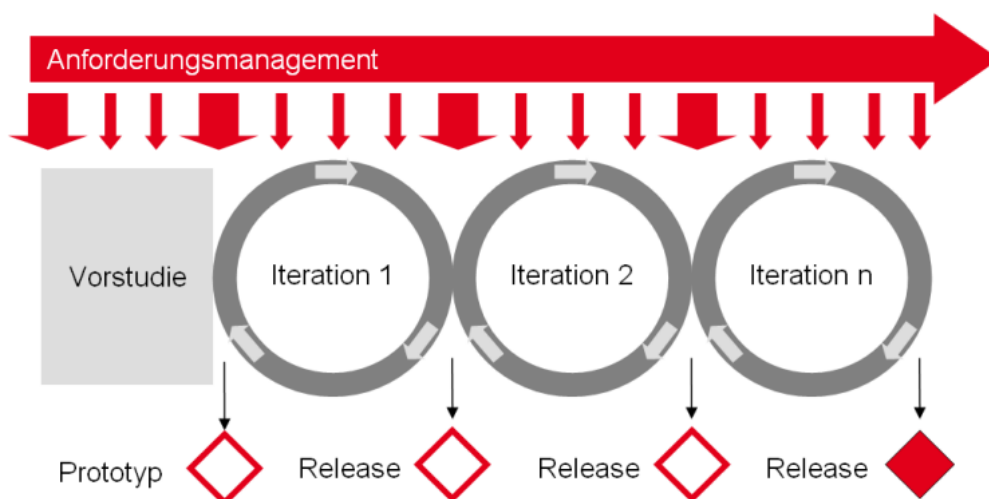 Anforderungsmanagement
Vorstudie
Iteration 1
Iteration 2
Iteration n
Prototyp
Release
Release
Release